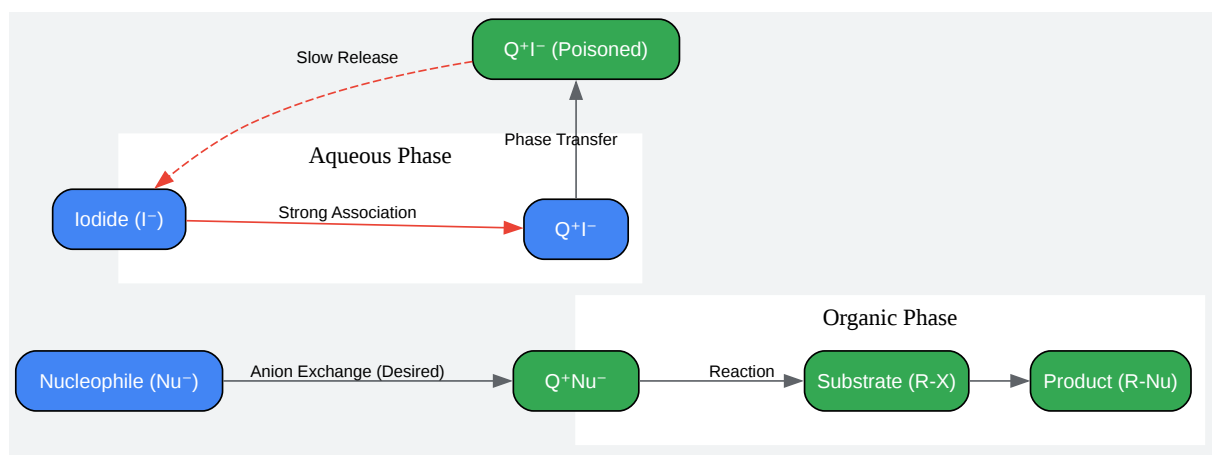 Q⁺I⁻ (Poisoned)
Slow Release
Phase Transfer
Aqueous Phase
Iodide (I⁻)
Strong Association
Q⁺I⁻
Organic Phase
Nucleophile (Nu⁻)
Anion Exchange (Desired)
Q⁺Nu⁻
Reaction
Substrate (R-X)
Product (R-Nu)